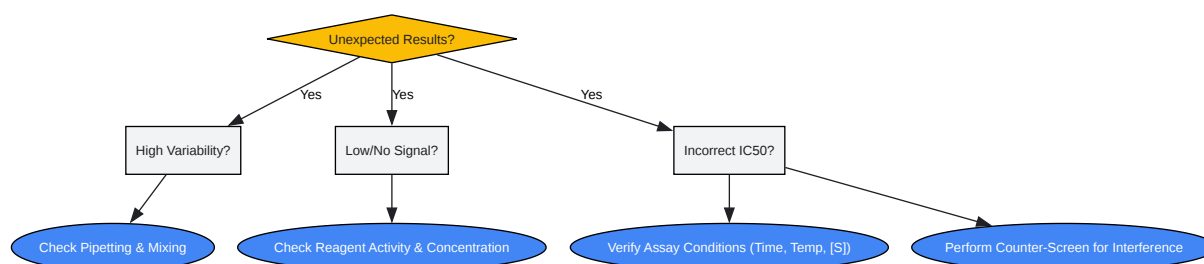 Unexpected Results?
Yes
Yes
Yes
High Variability?
Low/No Signal?
Incorrect IC50?
Check Pipetting & Mixing
Check Reagent Activity & Concentration
Verify Assay Conditions (Time, Temp, [S])
Perform Counter-Screen for Interference